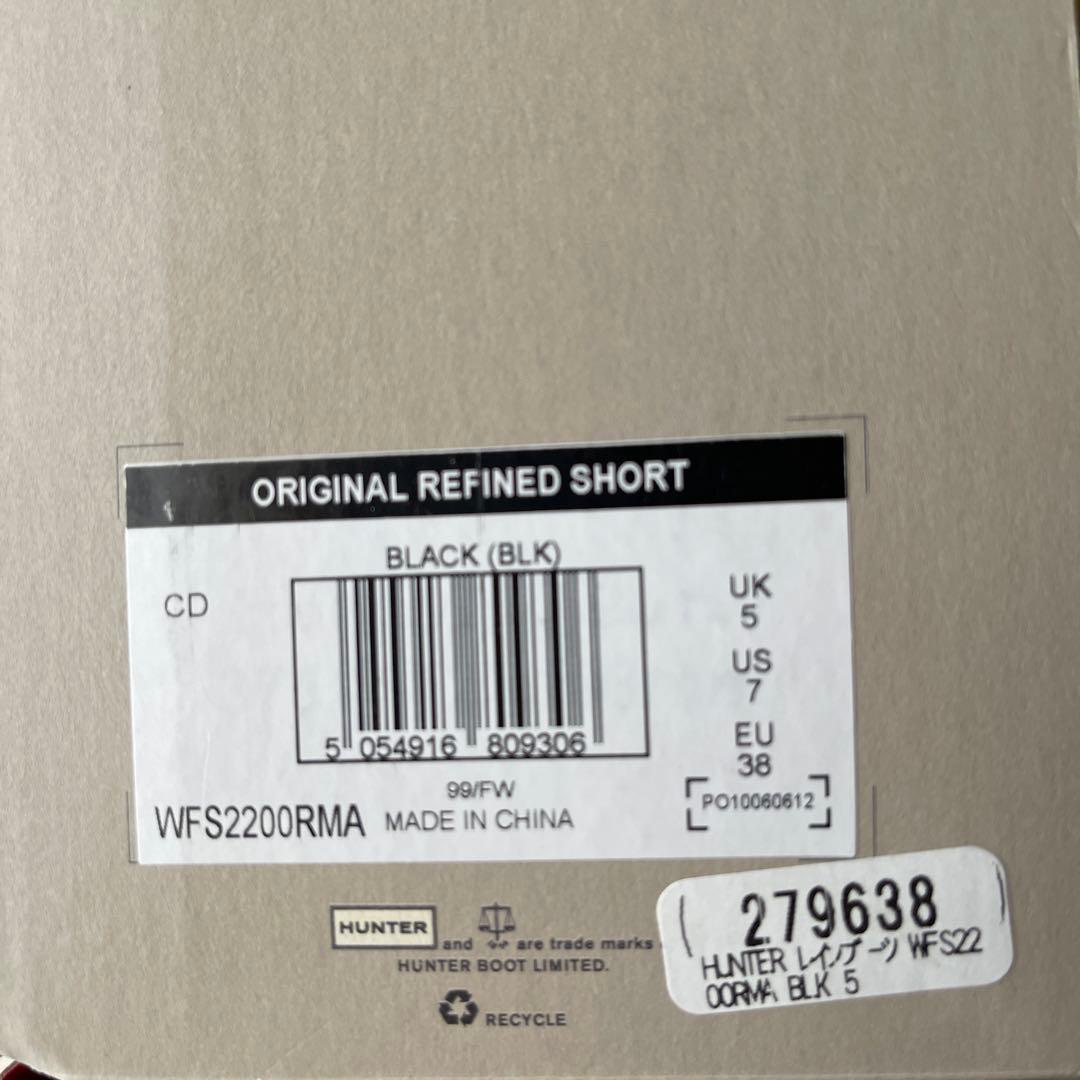 ORIGINAL REFINED SHORT
BLACK (BLK)
CD
5 054916 809306
UK
5
US
7
EU
38
99/FW
WFS2200RMA
MADE IN CHINA
PO10060612
HUNTER and are trade marks
HUNTER BOOT LIMITED.
RECYCLE
279638
HUNTER レインブーツ WFS22
00RMA BLK 5